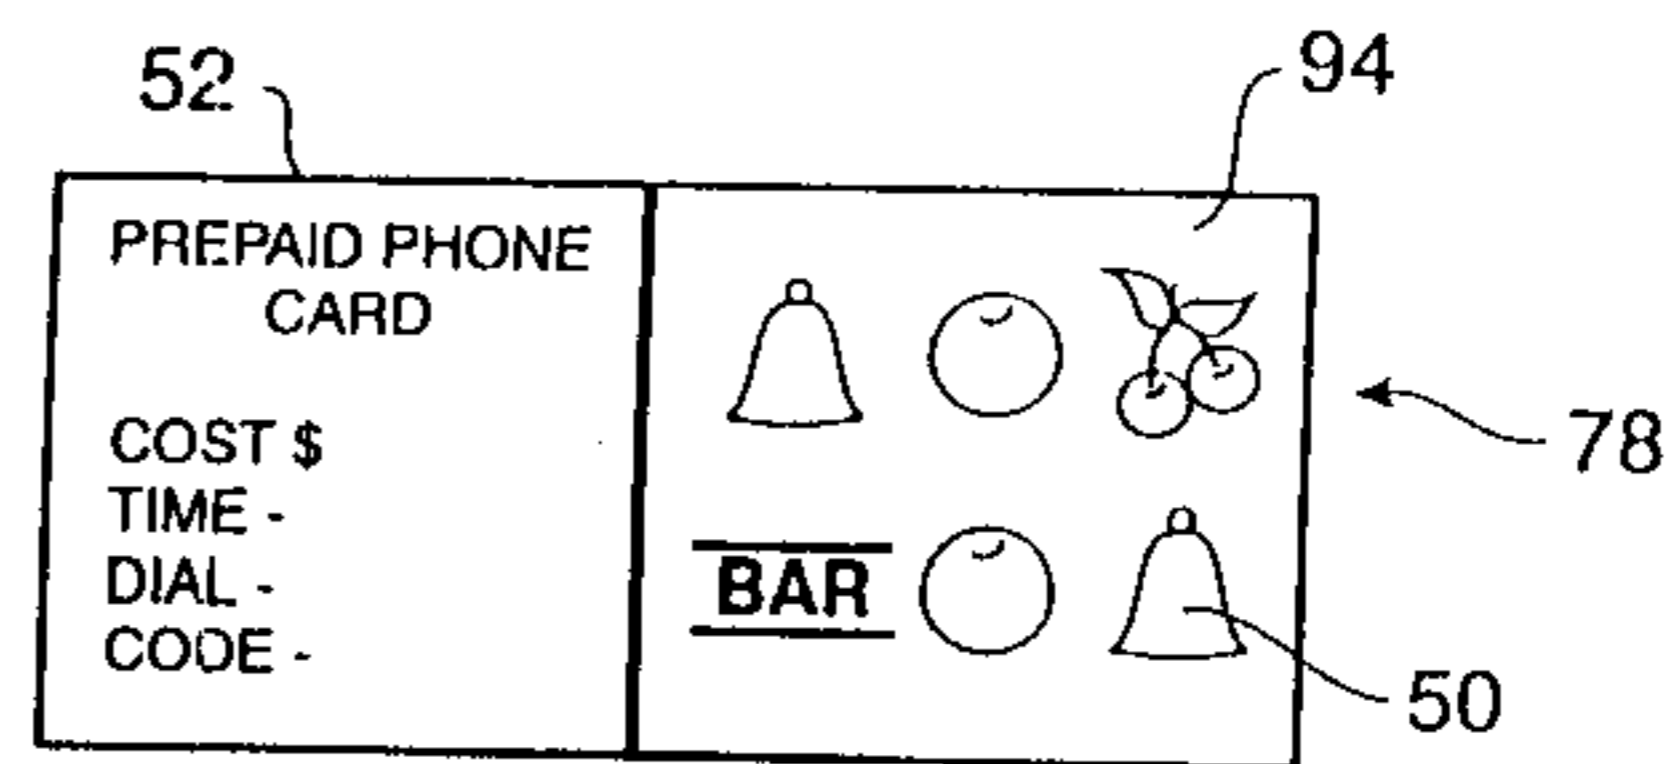 52
94
PREPAID PHONE
CARD
COST $
TIME -
DIAL -
CODE -
78
BAR
50